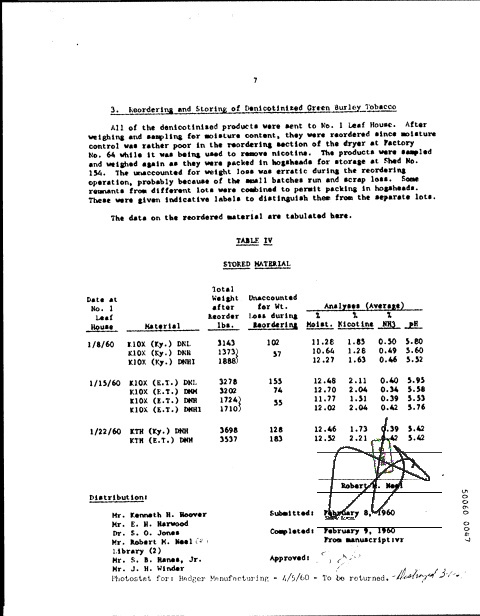 7
3. Reordering and Storing of Denicotinized Green Burley Tobacco
All of the denicotinized products were sent to No. 1 Leaf House. After
weighing and sampling for moisture content, they were reordered since moisture
control was rather poor in the reordering section of the dryer at Factory
No. 64 while it was being used to remove nicotine. The products were sampled
and weighed again as they were packed in hogsheads for storage at Shed No.
154. The unaccounted for weight loss was erratic during the reordering
operation, probably because of the small batches run and scrap loss. Some
remnants from different lots were combined to permit packing in hogsheads.
These were given indicative labels to distinguish them from the separate lots.
The data on the reordered material are tabulated here.
TABLE IV
STORED MATERIAL
Date at No. 1 Leaf House Material Total Weight after Reorder lbs. Unaccounted for Wt. Loss during Reordering Analyses (Average) % Moist. % Nicotine % NH3 pH
1/8/60 K10X (Ky.) DNL 3143 102 11.28 1.85 0.50 5.80
K10X (Ky.) DNH 1373) 57 10.64 1.28 0.49 5.60
K10X (Ky.) DNHI 1888) 12.27 1.63 0.46 5.52
1/15/60 K10X (E.T.) DNL 3278 155 12.48 2.11 0.40 5.95
K10X (E.T.) DNM 3202 74 12.70 2.04 0.34 5.58
K10X (E.T.) DNH 1724) 55 11.77 1.51 0.39 5.53
K10X (E.T.) DNHI 1710) 12.02 2.04 0.42 5.76
1/22/60 KTH (Ky.) DNH 3698 128 12.46 1.73 0.39 5.42
KTH (E.T.) DNM 3537 183 12.52 2.21 0.42 5.42
Robert M. Neel
Distribution:
Mr. Kenneth H. Hoover
Mr. E. H. Harwood
Dr. S. O. Jones
Mr. Robert M. Neel
Library (2)
Mr. S. B. Hanes, Jr.
Mr. J. H. Winder
Submitted: February 8, 1960
Completed: February 9, 1960
From manuscript:vr
Approved:
Photostat for: Hadger Manufacturing - 4/5/60 - To be returned. - Destroyed
50060 0047